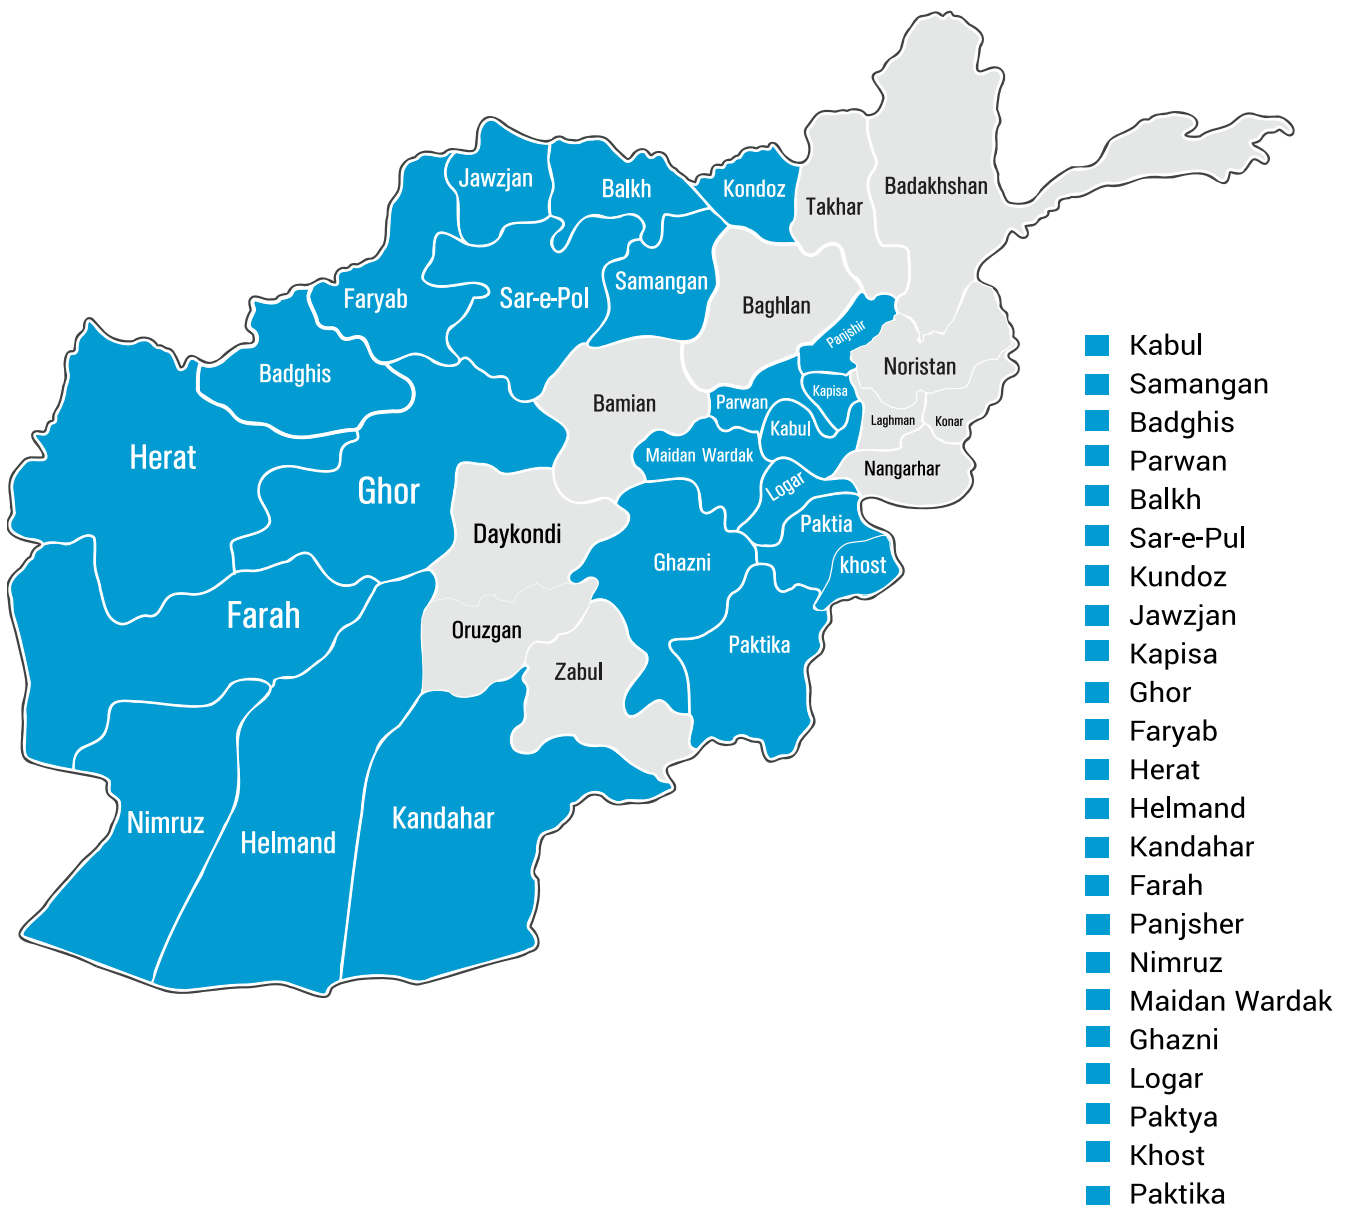 Jawzjan
Balkh
Kondoz
Takhar
Badakhshan
Faryab
Sar-e-Pol
Samangan
Baghlan
Panjshir
Badghis
Noristan
Bamian
Parwan
Kapisa
Laghman
Konar
Kabul
Herat
Maidan Wardak
Nangarhar
Ghor
Logar
Daykondi
Paktia
Ghazni
khost
Farah
Oruzgan
Paktika
Zabul
Nimruz
Helmand
Kandahar
Kabul
Samangan
Badghis
Parwan
Balkh
Sar-e-Pul
Kundoz
Jawzjan
Kapisa
Ghor
Faryab
Herat
Helmand
Kandahar
Farah
Panjsher
Nimruz
Maidan Wardak
Ghazni
Logar
Paktya
Khost
Paktika